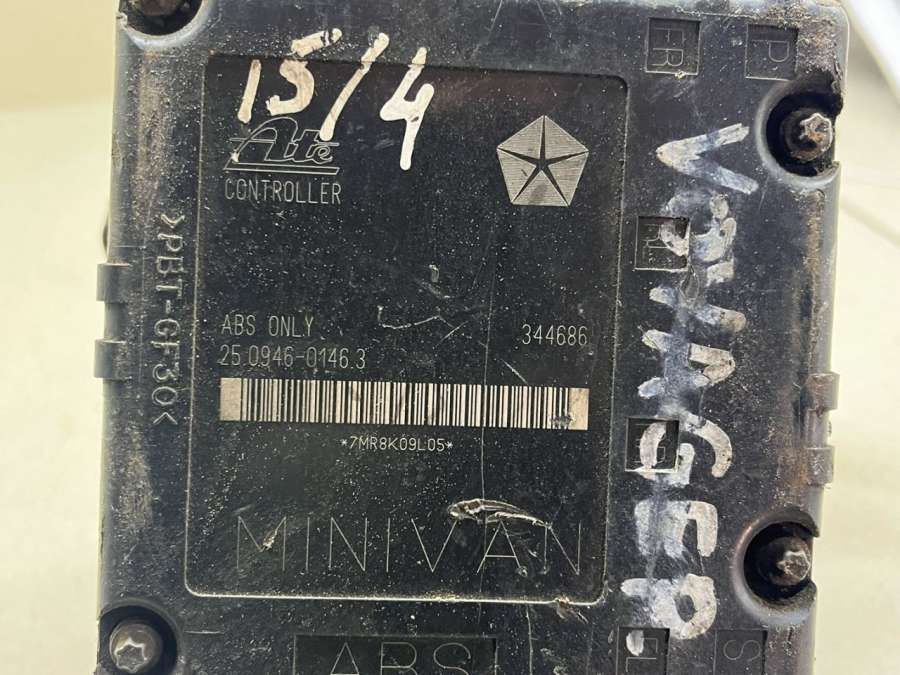 15/4
Ate
CONTROLLER
ABS ONLY
344686
25.0946-0146.3
*7MR8K09L05*
MINIVAN
ABS
>PBT-GF30<
VOYAGER.
FR
P
S